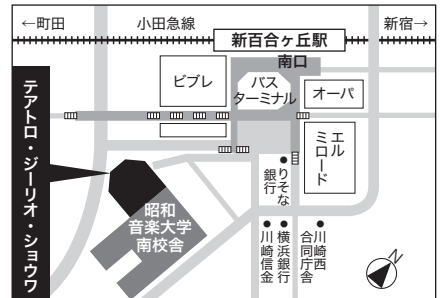 ←町田
小田急線
新宿→
新百合ヶ丘駅
南口
ビブレ
バス
ターミナル
オーパ
エル
ミロード
テアトロ・ジーリオ・ショウワ
昭和
音楽大学
南校舎
●りそな
銀行
●川崎信金
●横浜銀行
●川崎西
合同庁舎
N